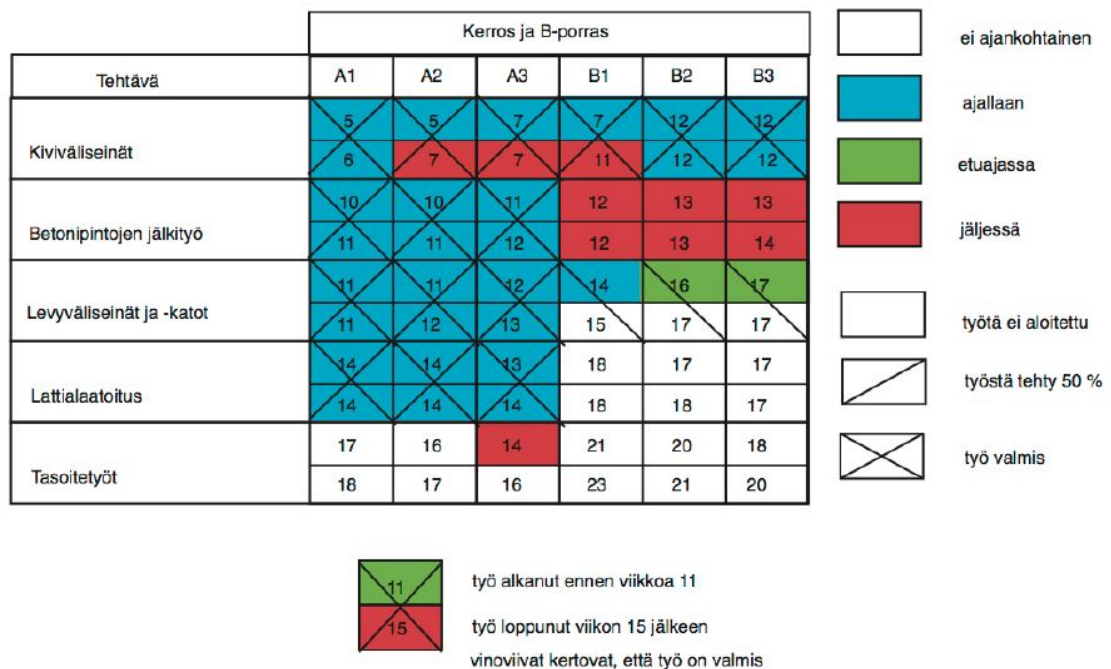 Kerros ja B-porras
Tehtävä A1 A2 A3 B1 B2 B3
5 5 7 7 12 12
Kiviväliseinät
6 7 7 11 12 12
10 10 11 12 13 13
Betonipintojen jälkityö
11 11 12 12 13 14
11 11 12 14 16 17
Levyväliseinät ja -katot
11 12 13 15 17 17
14 14 13 18 17 17
Lattialaatoitus
14 14 14 18 18 17
17 16 14 21 20 18
Tasoitetyöt
18 17 16 23 21 20
ei ajankohtainen
ajallaan
etuajassa
jäljessä
työtä ei aloitettu
työstä tehty 50 %
työ valmis
11 työ alkanut ennen viikkoa 11
15 työ loppunut viikon 15 jälkeen
vinoviivat kertovat, että työ on valmis